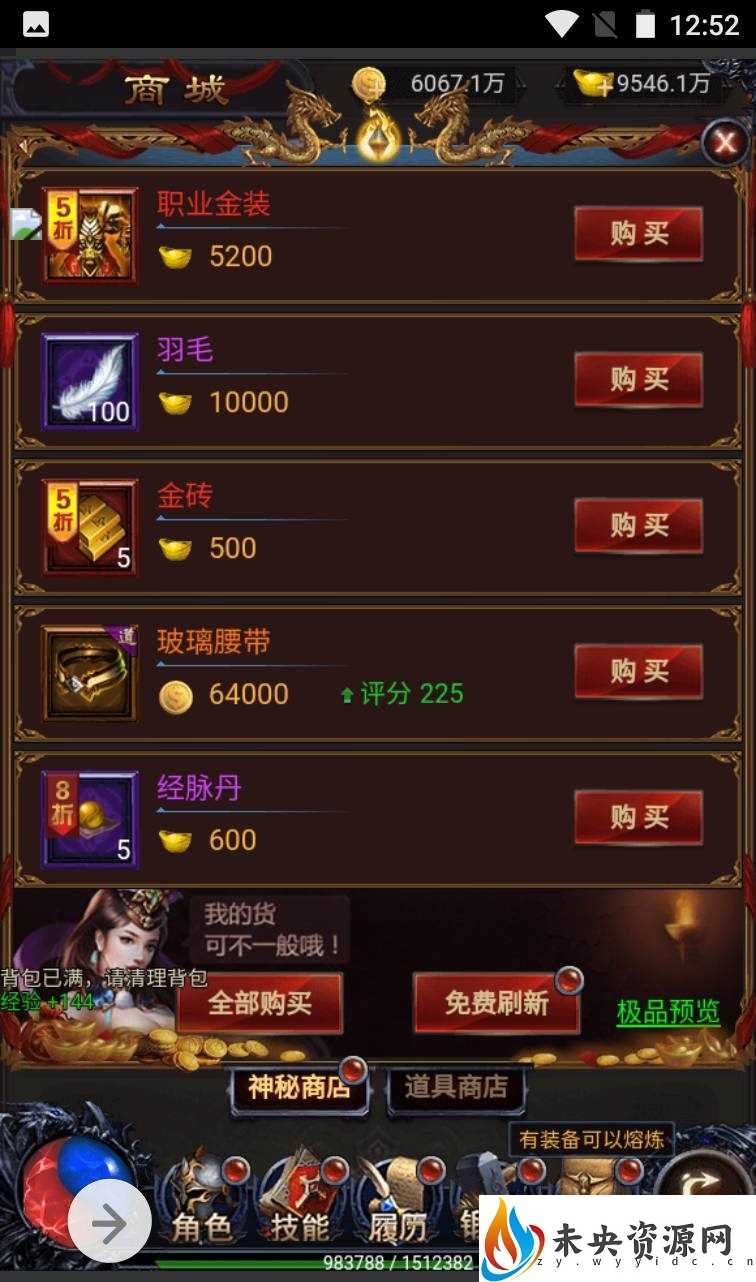 12:52
商城
6067.1万
9546.1万
5折
职业金装
5200
购买
羽毛
100
10000
购买
5折
金砖
5
500
购买
道
玻璃腰带
64000
评分 225
购买
8折
经脉丹
5
600
购买
我的货
可不一般哦！
背包已满，请清理背包
经验 +144
全部购买
免费刷新
极品预览
神秘商店
道具商店
有装备可以熔炼
角色
技能
履历
983788 / 1512382
未央资源网
zy.wyyidc.cn